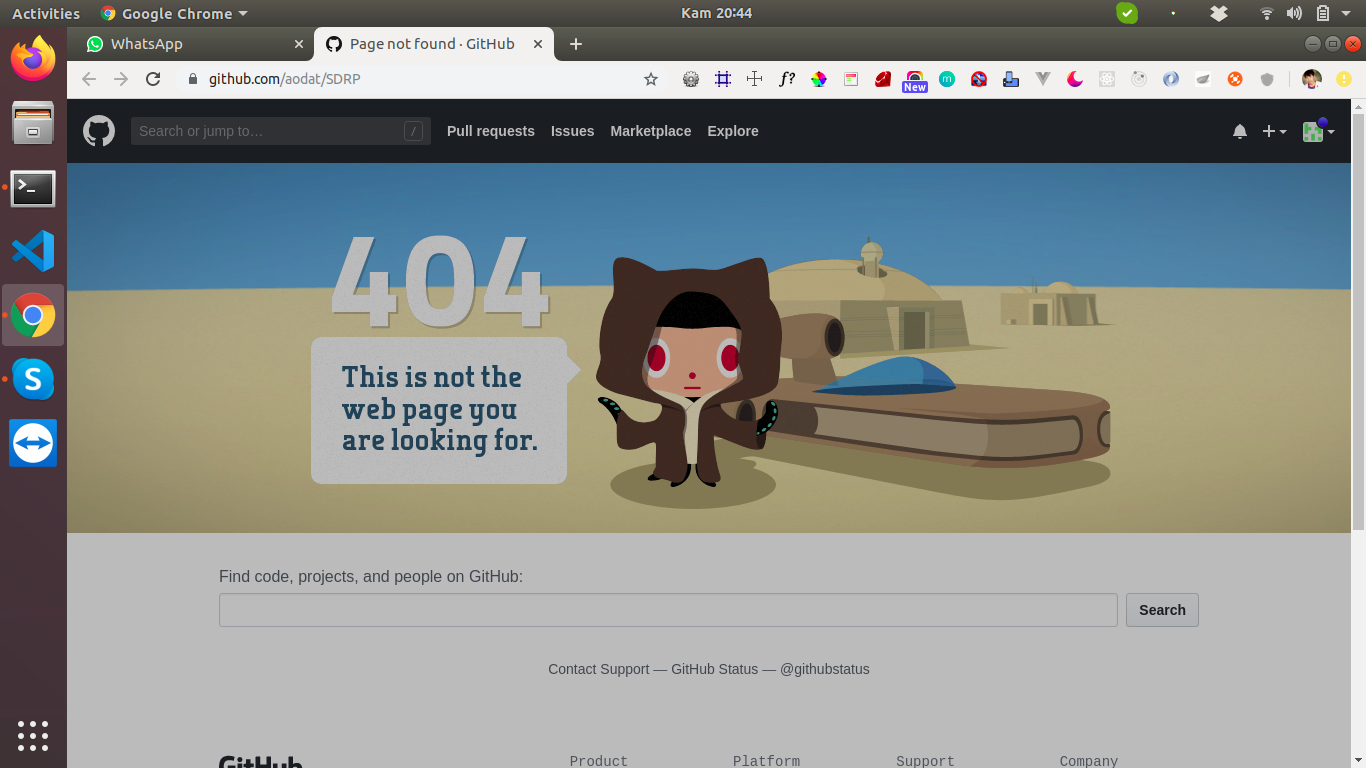 Activities
Google Chrome
Kam 20:44
WhatsApp
Page not found · GitHub
github.com/aodat/SDRP
f?
New
m
Search or jump to…
/
Pull requests
Issues
Marketplace
Explore
404
This is not the
web page you
are looking for.
Find code, projects, and people on GitHub:
Search
Contact Support — GitHub Status — @githubstatus
GitHub
Product
Platform
Support
Company